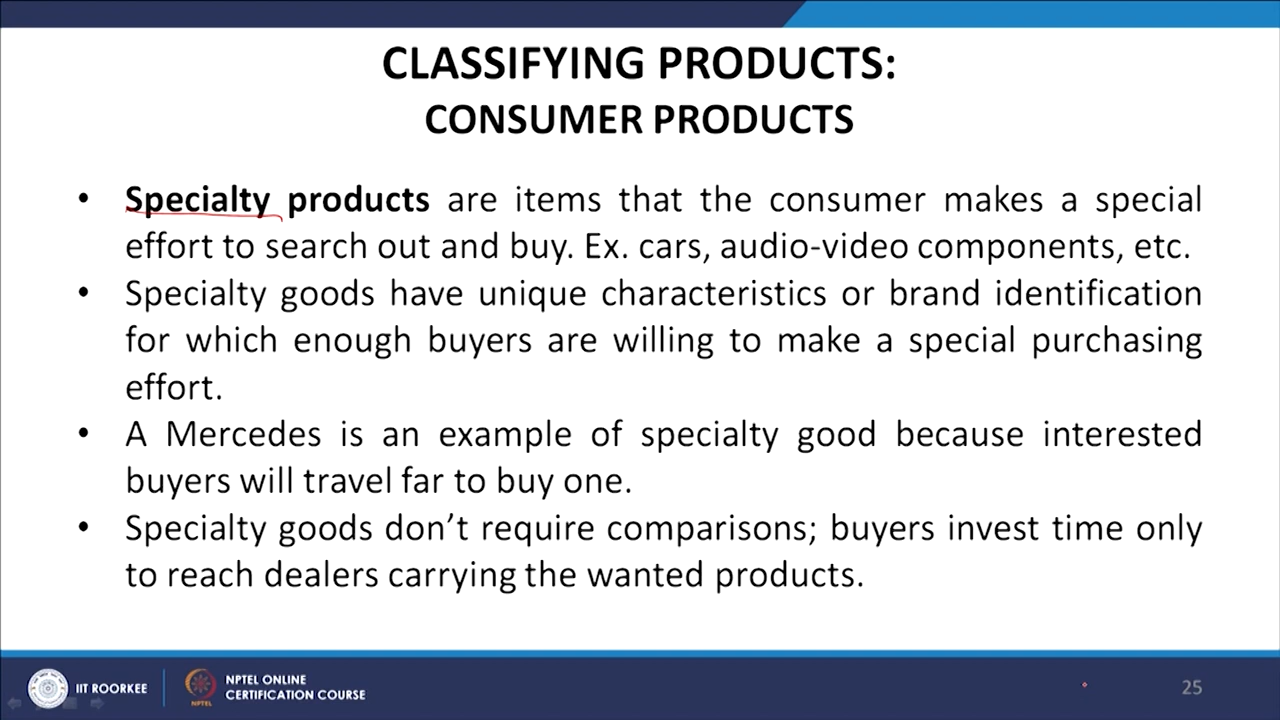 CLASSIFYING PRODUCTS:
CONSUMER PRODUCTS
• Specialty products are items that the consumer makes a special
effort to search out and buy. Ex. cars, audio-video components, etc.
• Specialty goods have unique characteristics or brand identification
for which enough buyers are willing to make a special purchasing
effort.
• A Mercedes is an example of specialty good because interested
buyers will travel far to buy one.
• Specialty goods don’t require comparisons; buyers invest time only
to reach dealers carrying the wanted products.
IIT ROORKEE
NPTEL
NPTEL ONLINE
CERTIFICATION COURSE
25